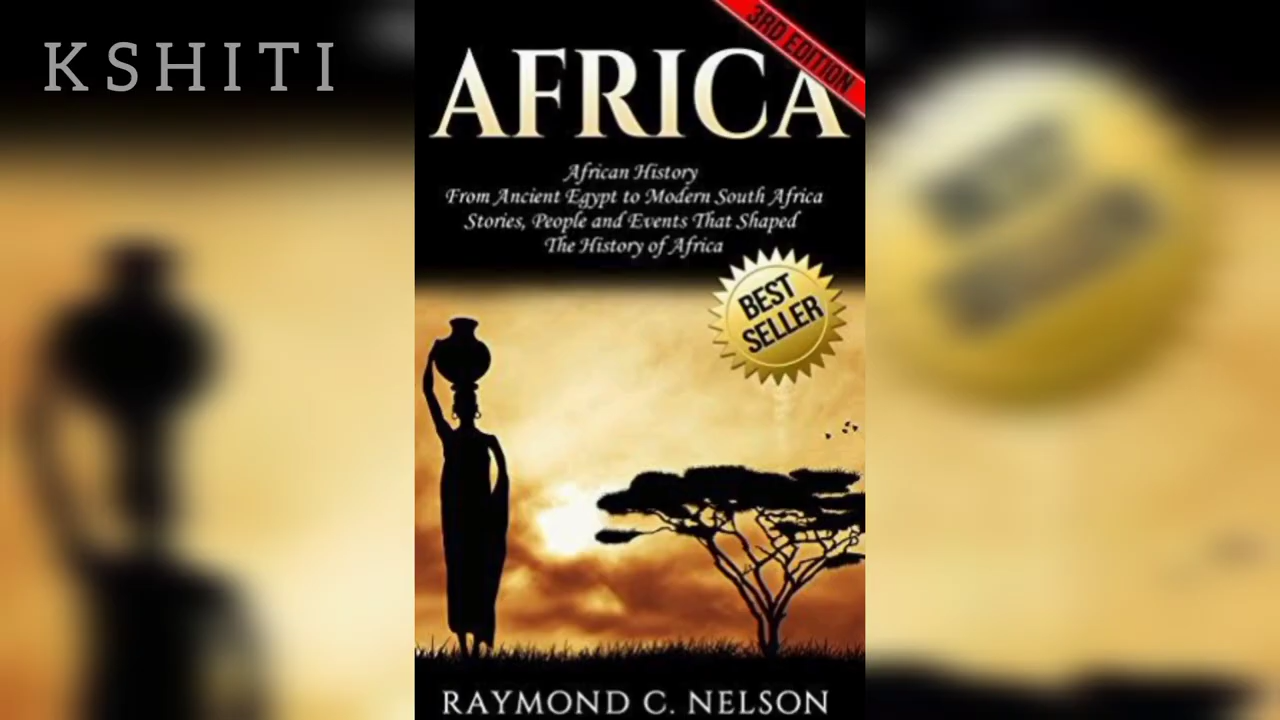 KSHITI
3RD EDITION
AFRICA
African History
From Ancient Egypt to Modern South Africa
Stories, People and Events That Shaped
The History of Africa
BEST
SELLER
RAYMOND C. NELSON